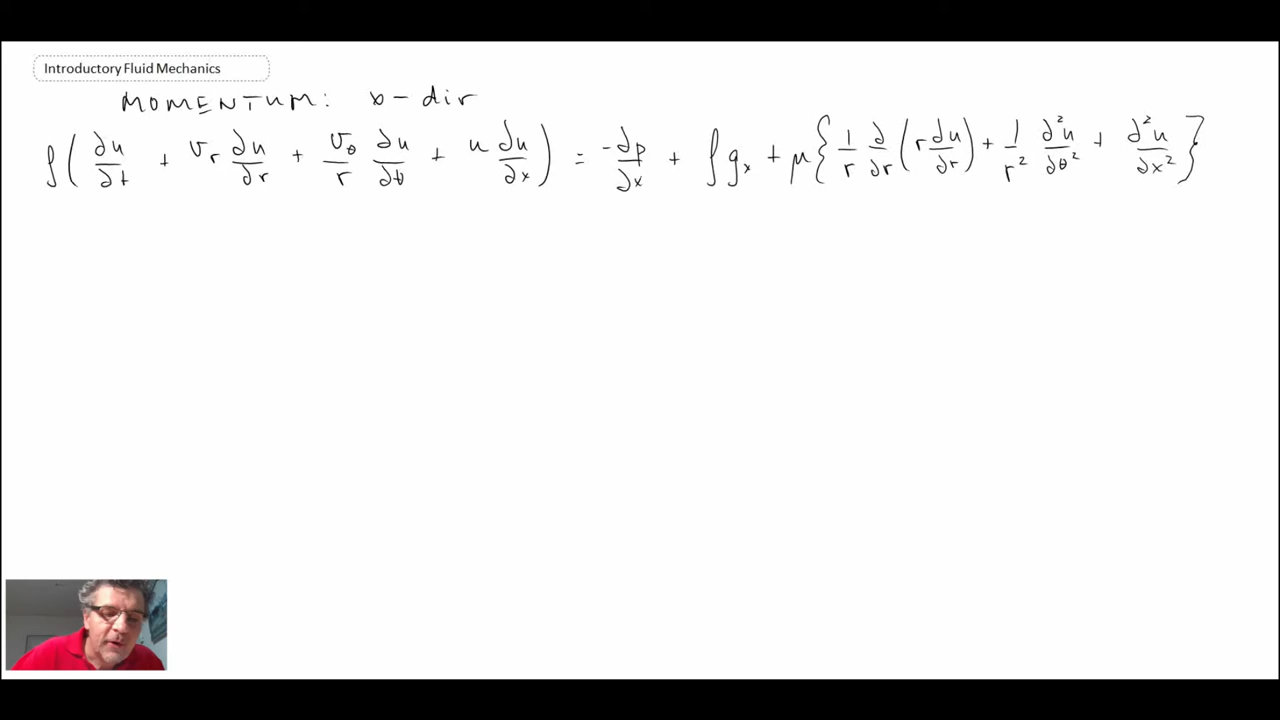 Introductory Fluid Mechanics
MOMENTUM: x - dir
ρ( ∂u/∂t + v_r ∂u/∂r + v_θ/r ∂u/∂θ + u ∂u/∂x ) = -∂p/∂x + ρg_x + μ{ 1/r ∂/∂r ( r ∂u/∂r ) + 1/r² ∂²u/∂θ² + ∂²u/∂x² }